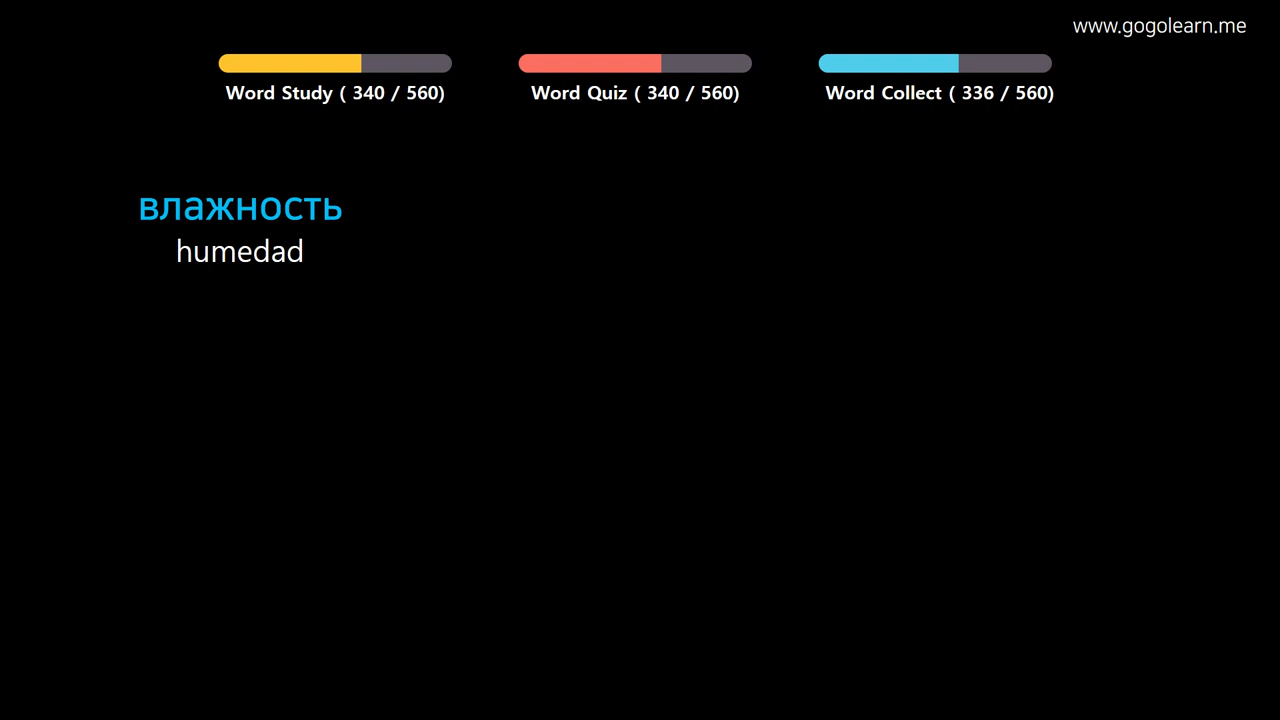 www.gogolearn.me
Word Study ( 340 / 560)
Word Quiz ( 340 / 560)
Word Collect ( 336 / 560)
влажность
humedad